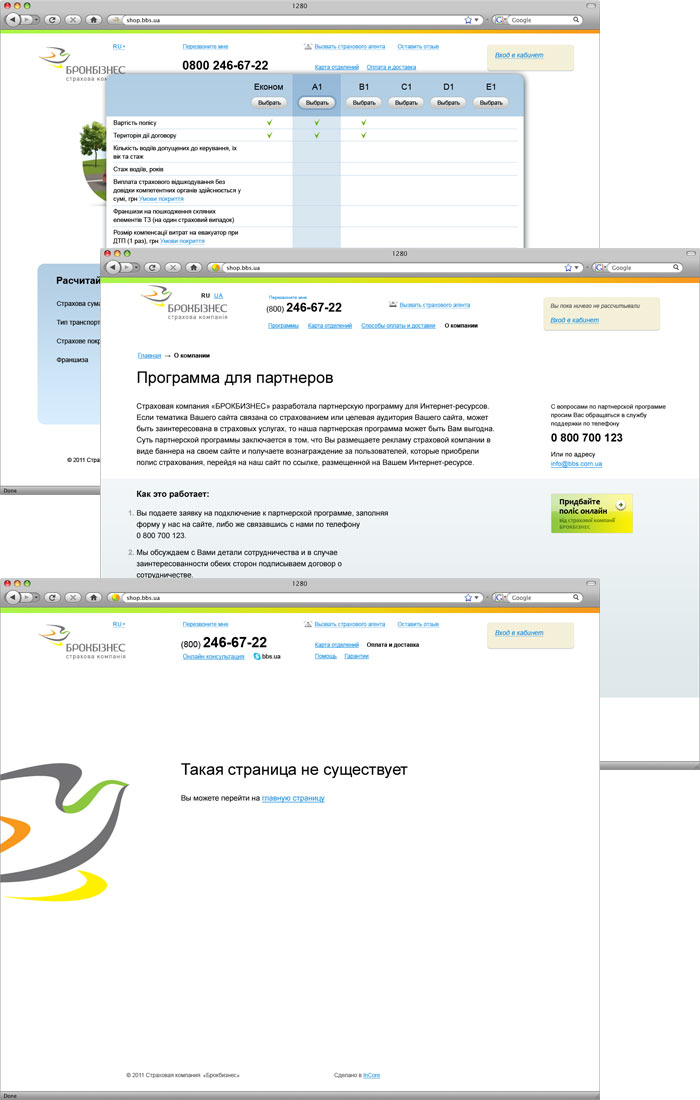 1280
shop.bbs.ua
Google
RU
Перезвоните мне
Вызвать страхового агента
Оставить отзыв
Вход в кабинет
БРОКБІЗНЕС
0800 246-67-22
Карта отделений
Оплата и доставка
Економ
A1
B1
C1
D1
E1
Выбрать
Выбрать
Выбрать
Выбрать
Выбрать
Выбрать
Вартість полісу
Територія дії договору
Кількість водіїв допущених до керування, їх
вік та стаж
Стаж водіїв, років
Виплата страхового відшкодування без
довідки компетентних органів здійснюється у
сумі, грн Умови покриття
Франшизи на пошкодження скляних
елементів ТЗ (на один страховий випадок)
Розмір компенсації витрат на евакуатор при
ДТП (1 раз), грн Умови покриття
Расчитай
Страхова сума
Тип транспорт
Страхове покр
Франшиза
© 2011 Стра
Done
1280
shop.bbs.ua
Google
RU UA
БРОКБІЗНЕС
страхова компанія
Перезвоните мне
(800) 246-67-22
Вызвать страхового агента
Вы пока ничего не рассчитывали
Вход в кабинет
Программы
Карта отделений
Способы оплаты и доставки
О компании
Главная → О компании
Программа для партнеров
Страховая компания «БРОКБИЗНЕС» разработала партнерскую программу для Интернет-ресурсов.
Если тематика Вашего сайта связана со страхованием или целевая аудитория Вашего сайта, может
быть заинтересована в страховых услугах, то наша партнерская программа может быть Вам выгодна.
Суть партнерской программы заключается в том, что Вы размещаете рекламу страховой компании в
виде баннера на своем сайте и получаете вознаграждение за пользователей, которые приобрели
полис страхования, перейдя на наш сайт по ссылке, размещенной на Вашем Интернет-ресурсе.
С вопросами по партнерской программе
просим Вас обращаться в службу
поддержки по телефону
0 800 700 123
Или по адресу
info@bbs.com.ua
Как это работает:
1. Вы подаете заявку на подключение к партнерской программе, заполняя
форму у нас на сайте, либо же связавшись с нами по телефону
0 800 700 123.
2. Мы обсуждаем с Вами детали сотрудничества и в случае
заинтересованности обеих сторон подписываем договор о
сотрудничестве.
Придбайте
поліс онлайн
від страхової компанії
БРОКБІЗНЕС
1280
shop.bbs.ua
Google
RU
БРОКБІЗНЕС
страхова компанія
Перезвоните мне
(800) 246-67-22
Онлайн консультация
bbs.ua
Вызвать страхового агента
Оставить отзыв
Карта отделений
Оплата и доставка
Помощь
Гарантии
Вход в кабинет
Такая страница не существует
Вы можете перейти на главную страницу
© 2011 Страховая компания «Брокбизнес»
Сделано в InCore
Done